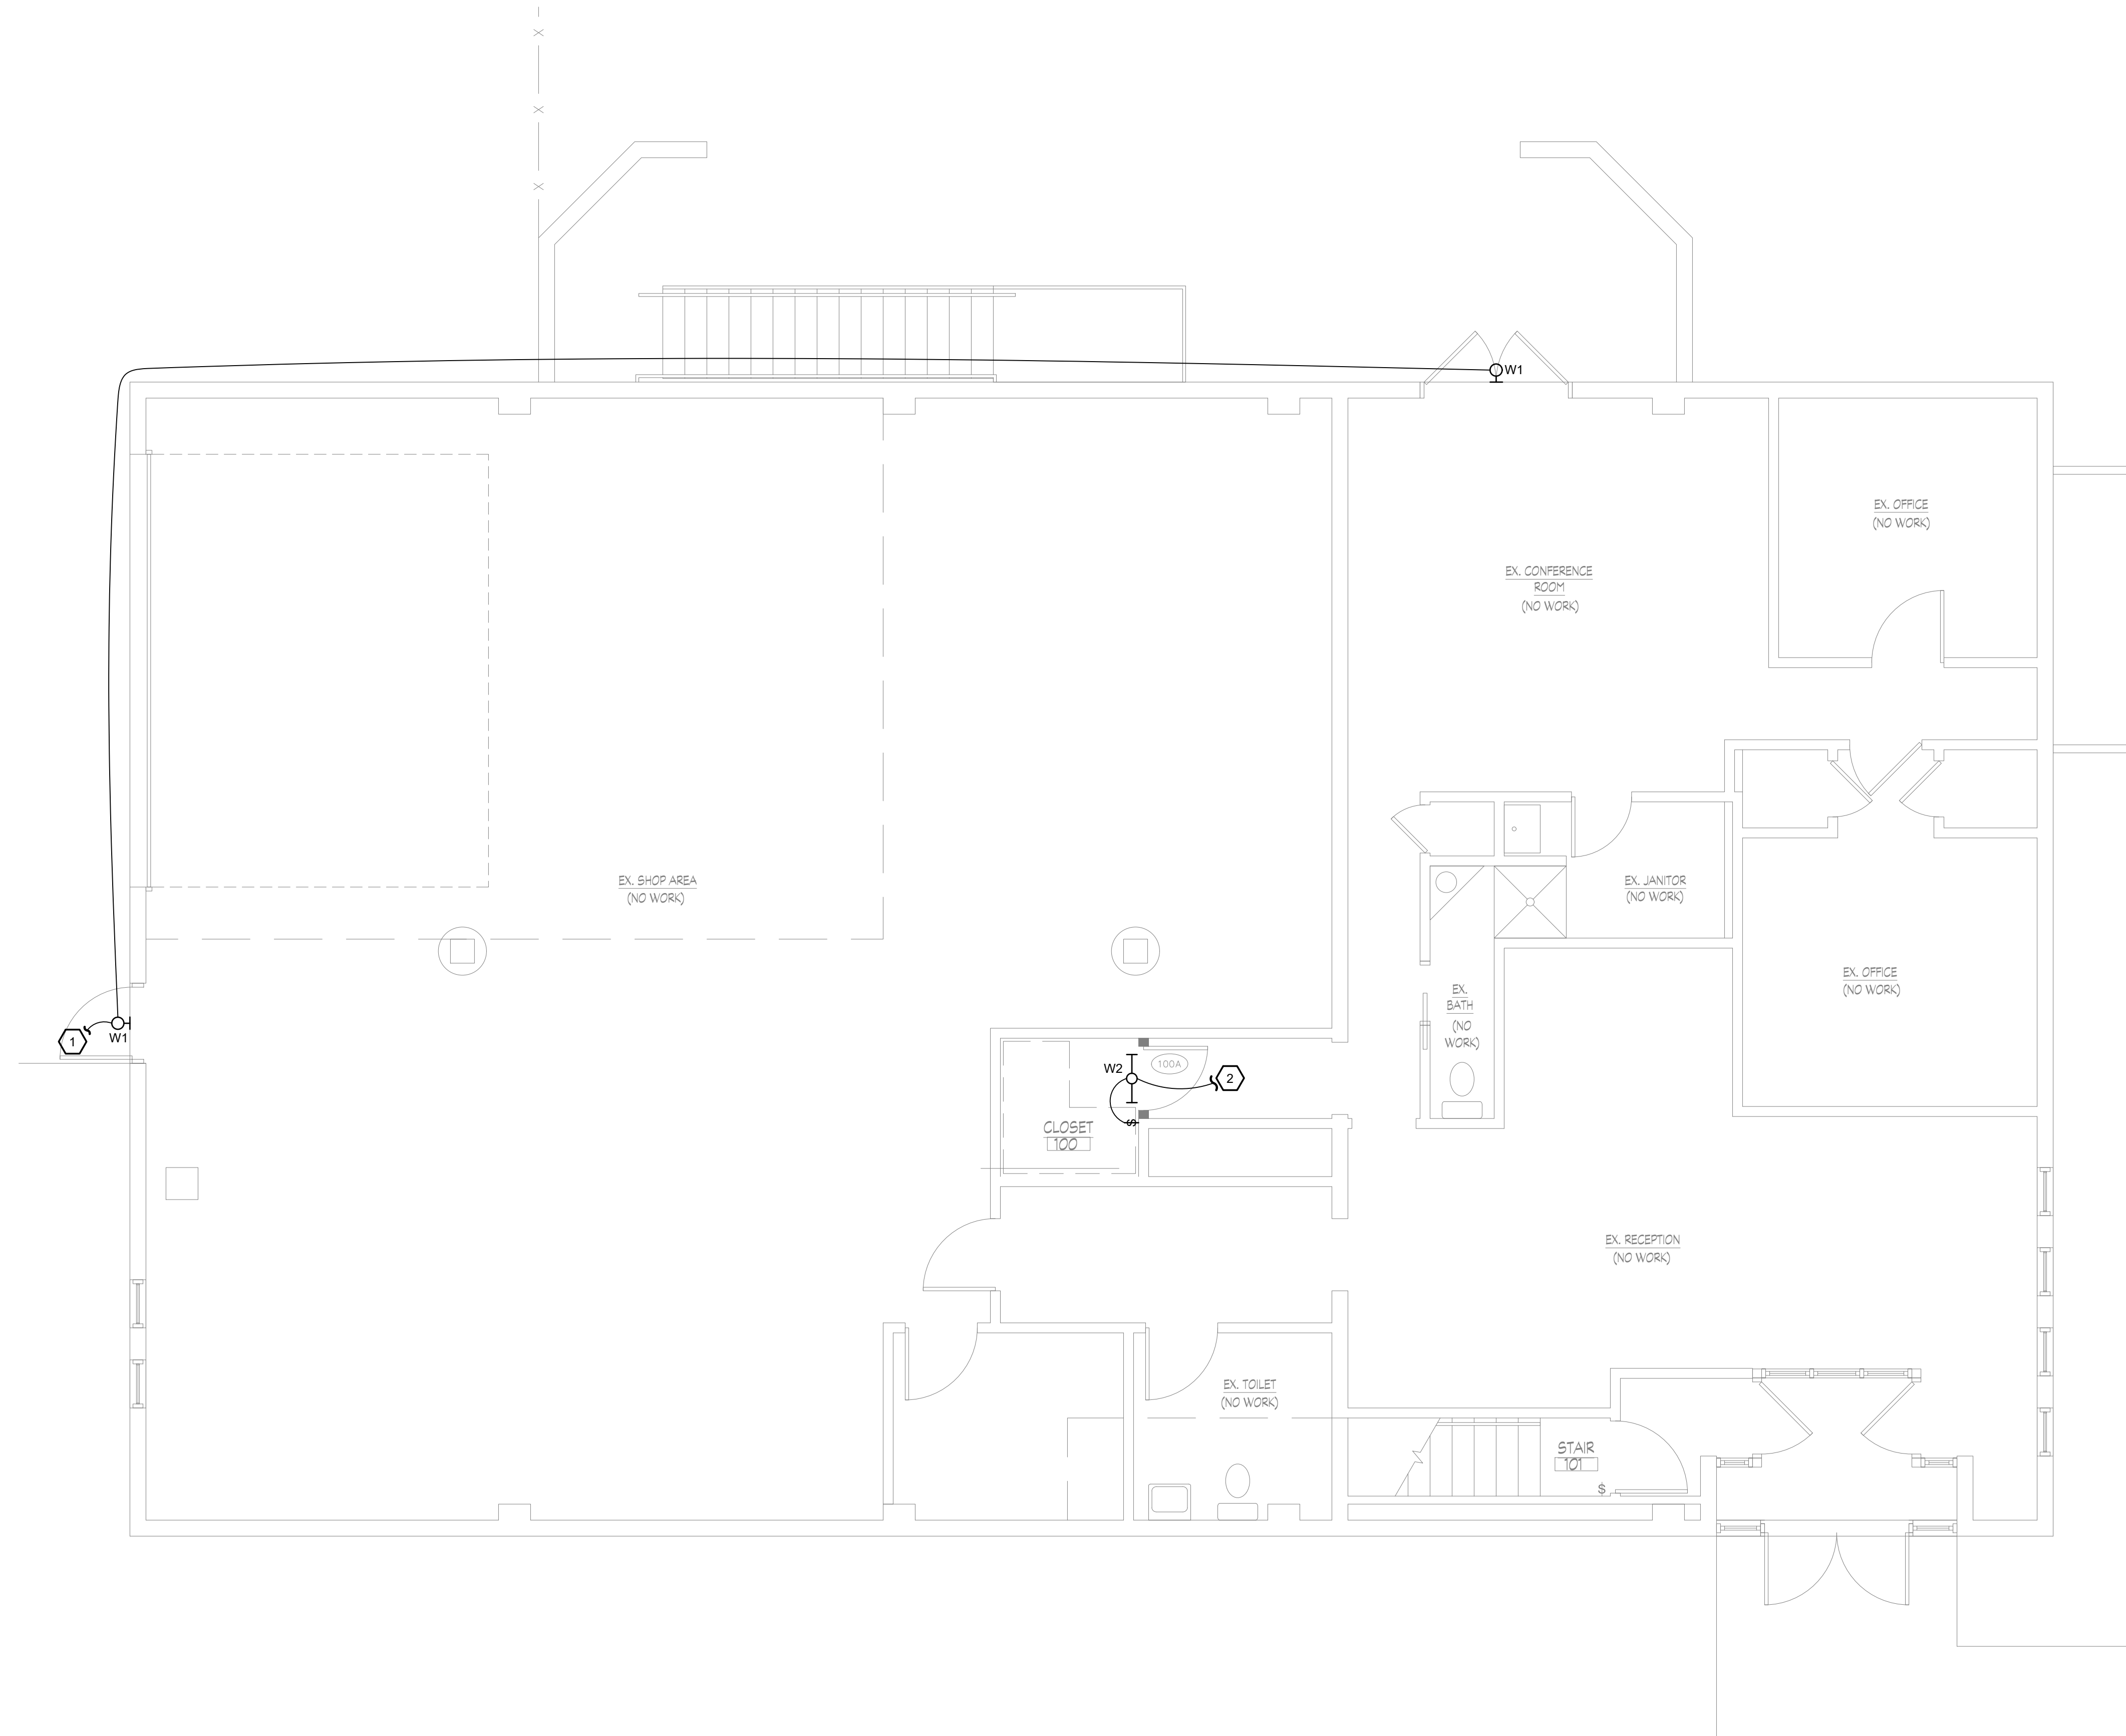 W1
EX. OFFICE
(NO WORK)
EX. CONFERENCE
ROOM
(NO WORK)
EX. SHOP AREA
(NO WORK)
EX. JANITOR
(NO WORK)
EX. OFFICE
(NO WORK)
EX.
BATH
(NO
WORK)
1
W1
W2
100A
2
$
CLOSET
100
EX. RECEPTION
(NO WORK)
EX. TOILET
(NO WORK)
STAIR
101
$